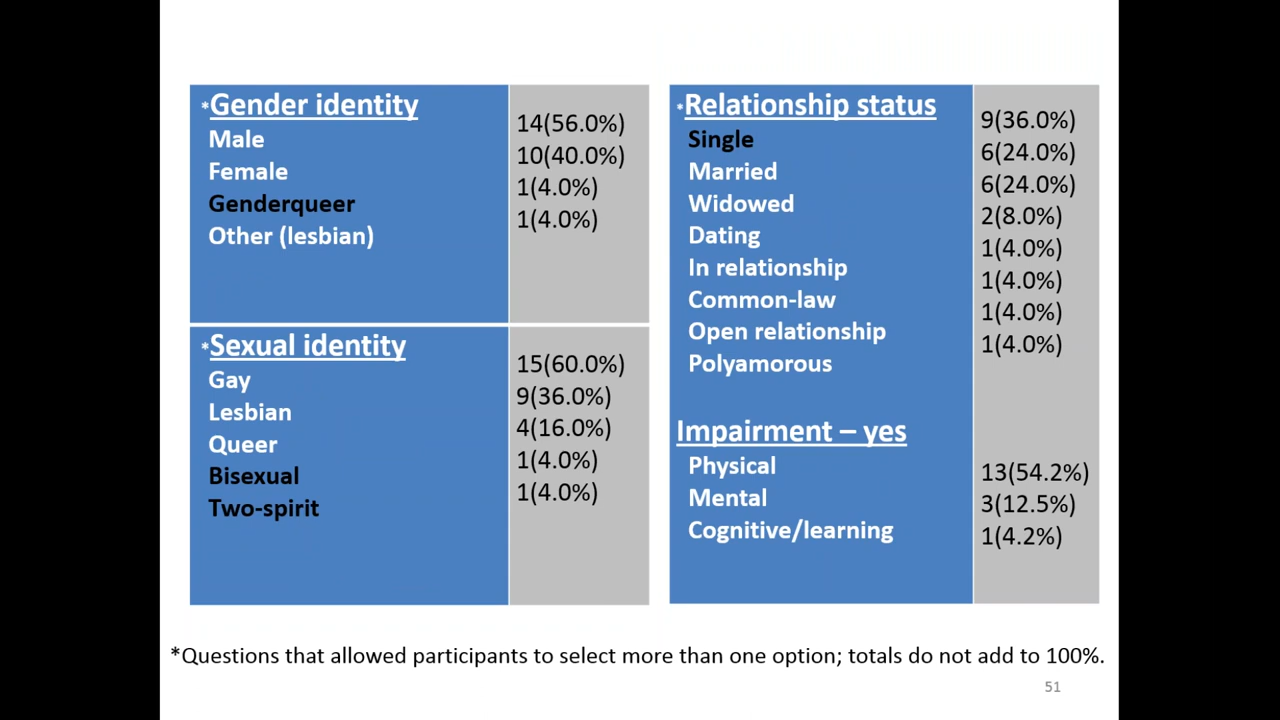 *Gender identity
Male 14(56.0%)
Female 10(40.0%)
Genderqueer 1(4.0%)
Other (lesbian) 1(4.0%)
*Sexual identity
Gay 15(60.0%)
Lesbian 9(36.0%)
Queer 4(16.0%)
Bisexual 1(4.0%)
Two-spirit 1(4.0%)
*Relationship status
Single 9(36.0%)
Married 6(24.0%)
Widowed 6(24.0%)
Dating 2(8.0%)
In relationship 1(4.0%)
Common-law 1(4.0%)
Open relationship 1(4.0%)
Polyamorous 1(4.0%)
Impairment – yes
Physical 13(54.2%)
Mental 3(12.5%)
Cognitive/learning 1(4.2%)
*Questions that allowed participants to select more than one option; totals do not add to 100%.
51